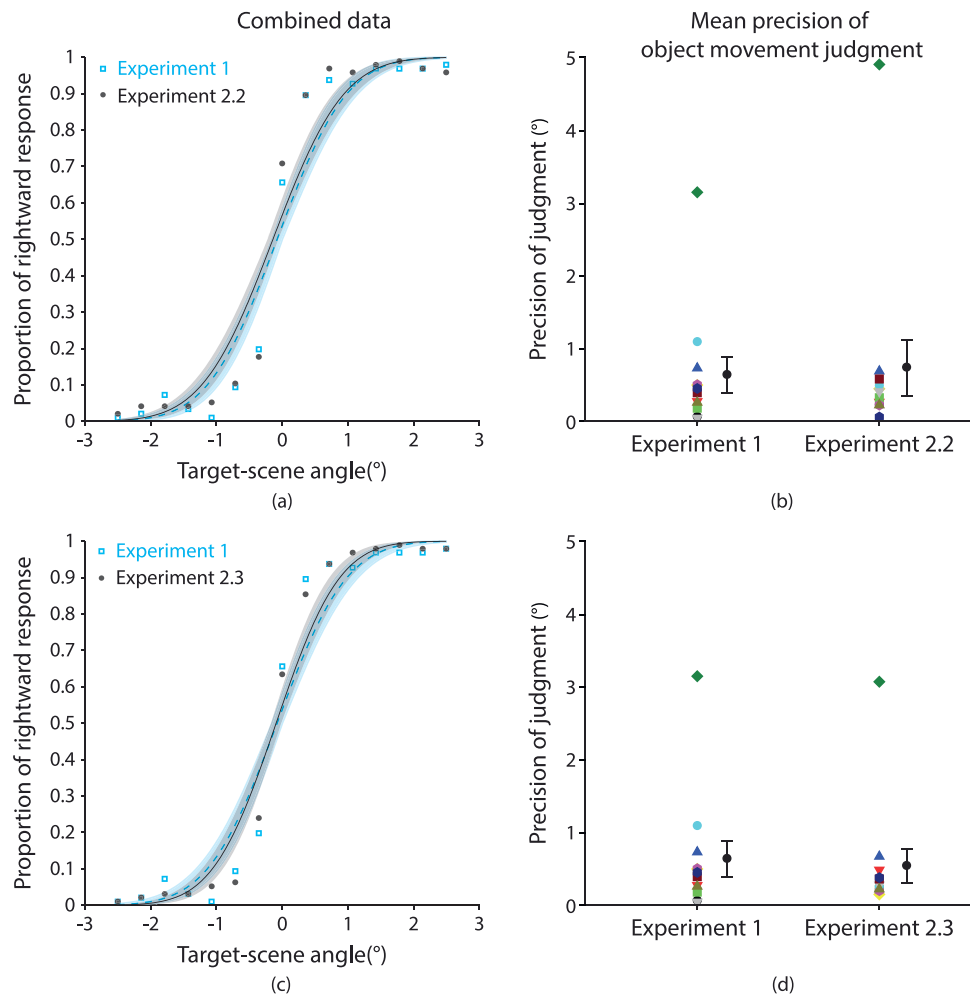 Combined data
Mean precision of
object movement judgment
Experiment 1
Experiment 2.2
Proportion of rightward response
1
0.9
0.8
0.7
0.6
0.5
0.4
0.3
0.2
0.1
0
−3
−2
−1
0
1
2
3
Target-scene angle(°)
(a)
Precision of judgment (°)
5
4
3
2
1
0
Experiment 1
Experiment 2.2
(b)
Experiment 1
Experiment 2.3
Proportion of rightward response
1
0.9
0.8
0.7
0.6
0.5
0.4
0.3
0.2
0.1
0
−3
−2
−1
0
1
2
3
Target-scene angle(°)
(c)
Precision of judgment (°)
5
4
3
2
1
0
Experiment 1
Experiment 2.3
(d)